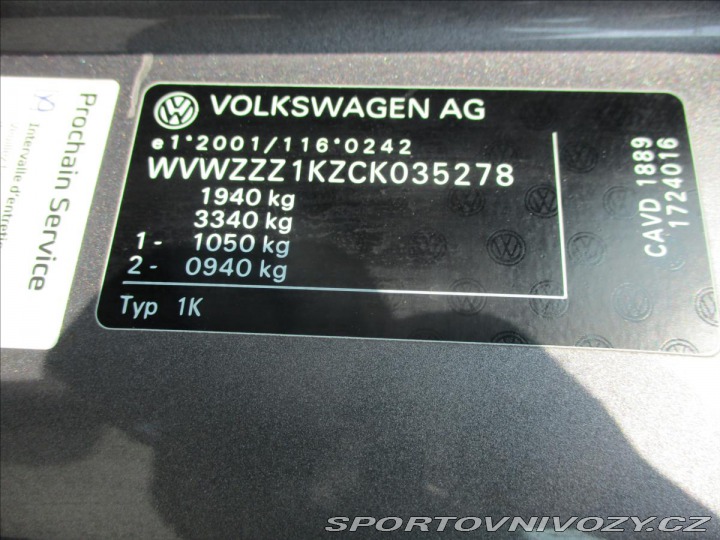 VOLKSWAGEN AG
e1*2001/116*0242
WVWZZZ1KZCK035278
1940 kg
3340 kg
1- 1050 kg
2- 0940 kg
Typ 1K
CAVD 1889
1724016
Prochain Service
Intervalle d'entretie
SPORTOVNIVOZY.CZ